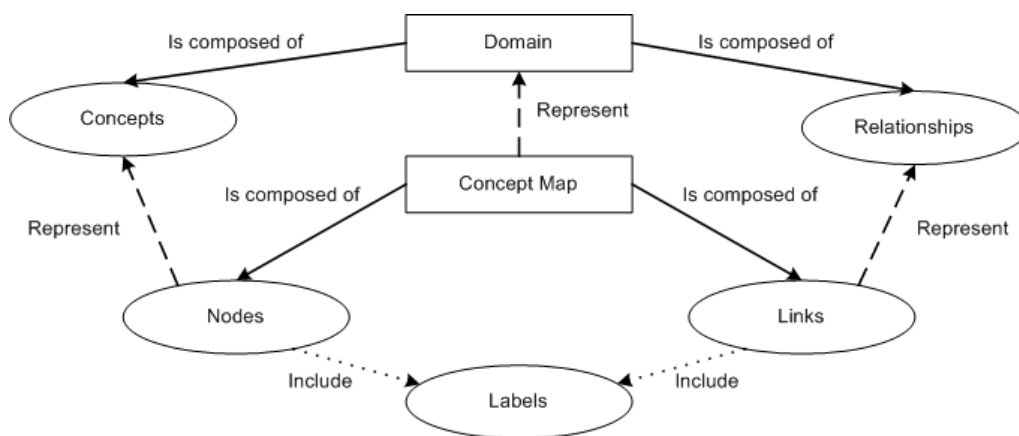 Is composed of
Domain
Is composed of
Concepts
Represent
Relationships
Is composed of
Concept Map
Is composed of
Represent
Represent
Nodes
Links
Include
Include
Labels